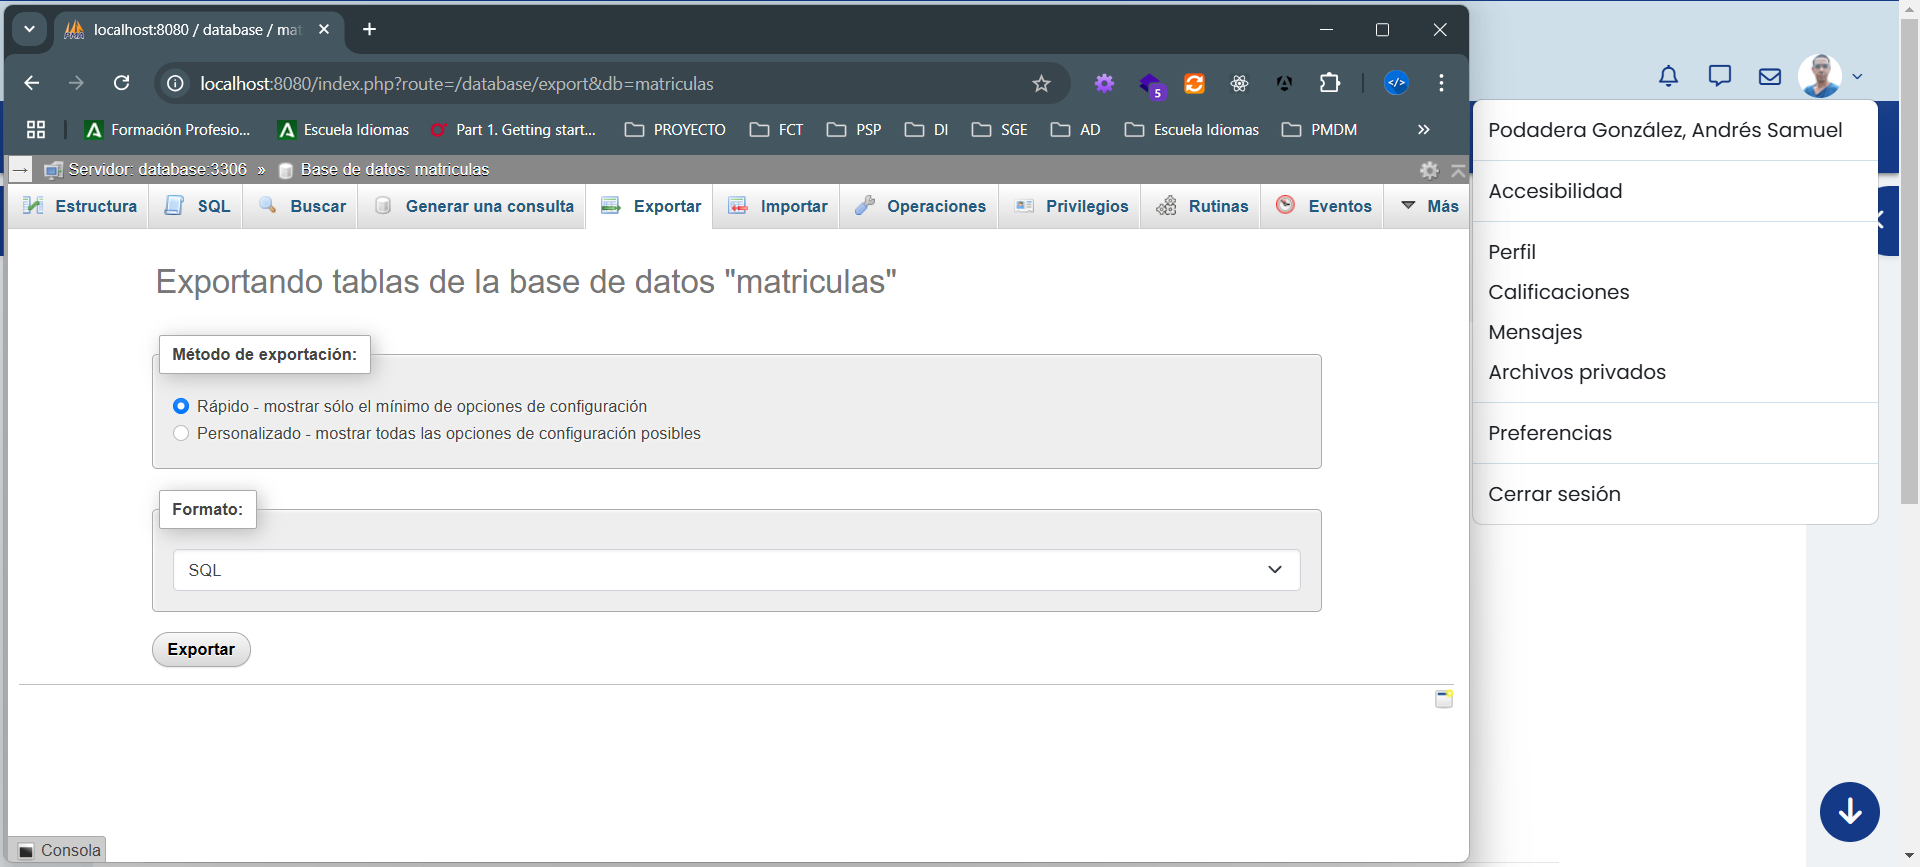 localhost:8080 / database / mat
localhost:8080/index.php?route=/database/export&db=matriculas
5
Formación Profesio... Escuela Idiomas Part 1. Getting start... PROYECTO FCT PSP DI SGE AD Escuela Idiomas PMDM »
Servidor: database:3306 » Base de datos: matriculas
Estructura SQL Buscar Generar una consulta Exportar Importar Operaciones Privilegios Rutinas Eventos Más
Exportando tablas de la base de datos "matriculas"
Método de exportación:
Rápido - mostrar sólo el mínimo de opciones de configuración
Personalizado - mostrar todas las opciones de configuración posibles
Formato:
SQL
Exportar
Consola
Podadera González, Andrés Samuel
Accesibilidad
Perfil
Calificaciones
Mensajes
Archivos privados
Preferencias
Cerrar sesión